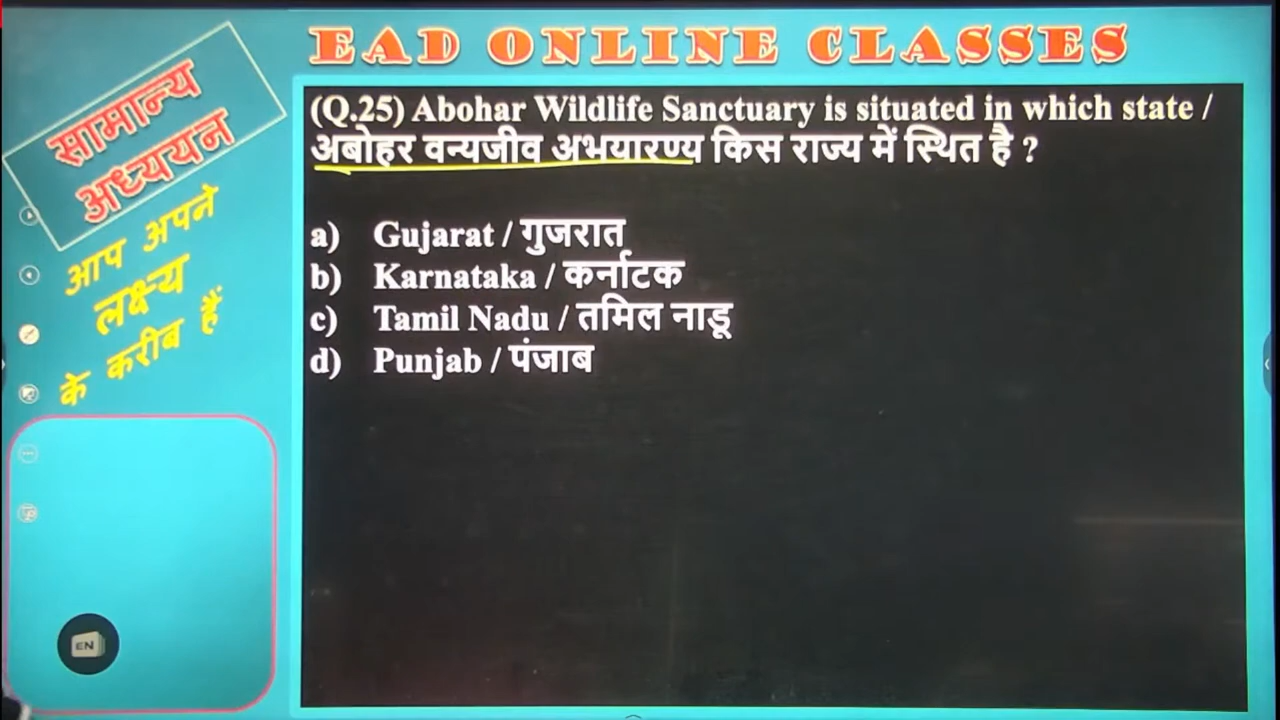 EAD ONLINE CLASSES
सामान्य
अध्ययन
आप अपने
लक्ष्य
के करीब हैं
(Q.25) Abohar Wildlife Sanctuary is situated in which state /
अबोहर वन्यजीव अभयारण्य किस राज्य में स्थित है ?
a) Gujarat / गुजरात
b) Karnataka / कर्नाटक
c) Tamil Nadu / तमिल नाडू
d) Punjab / पंजाब
EN